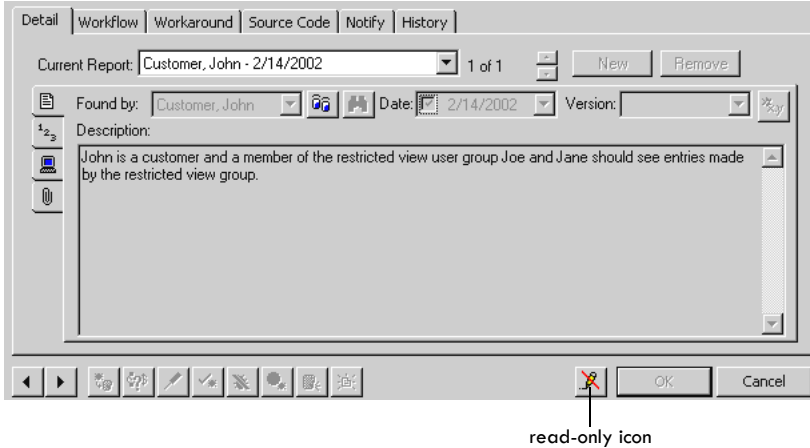 Detail Workflow Workaround Source Code Notify History
Current Report: Customer, John - 2/14/2002 1 of 1 New Remove
Found by: Customer, John Date: 2/14/2002 Version:
Description:
John is a customer and a member of the restricted view user group Joe and Jane should see entries made
by the restricted view group.
OK Cancel
read-only icon